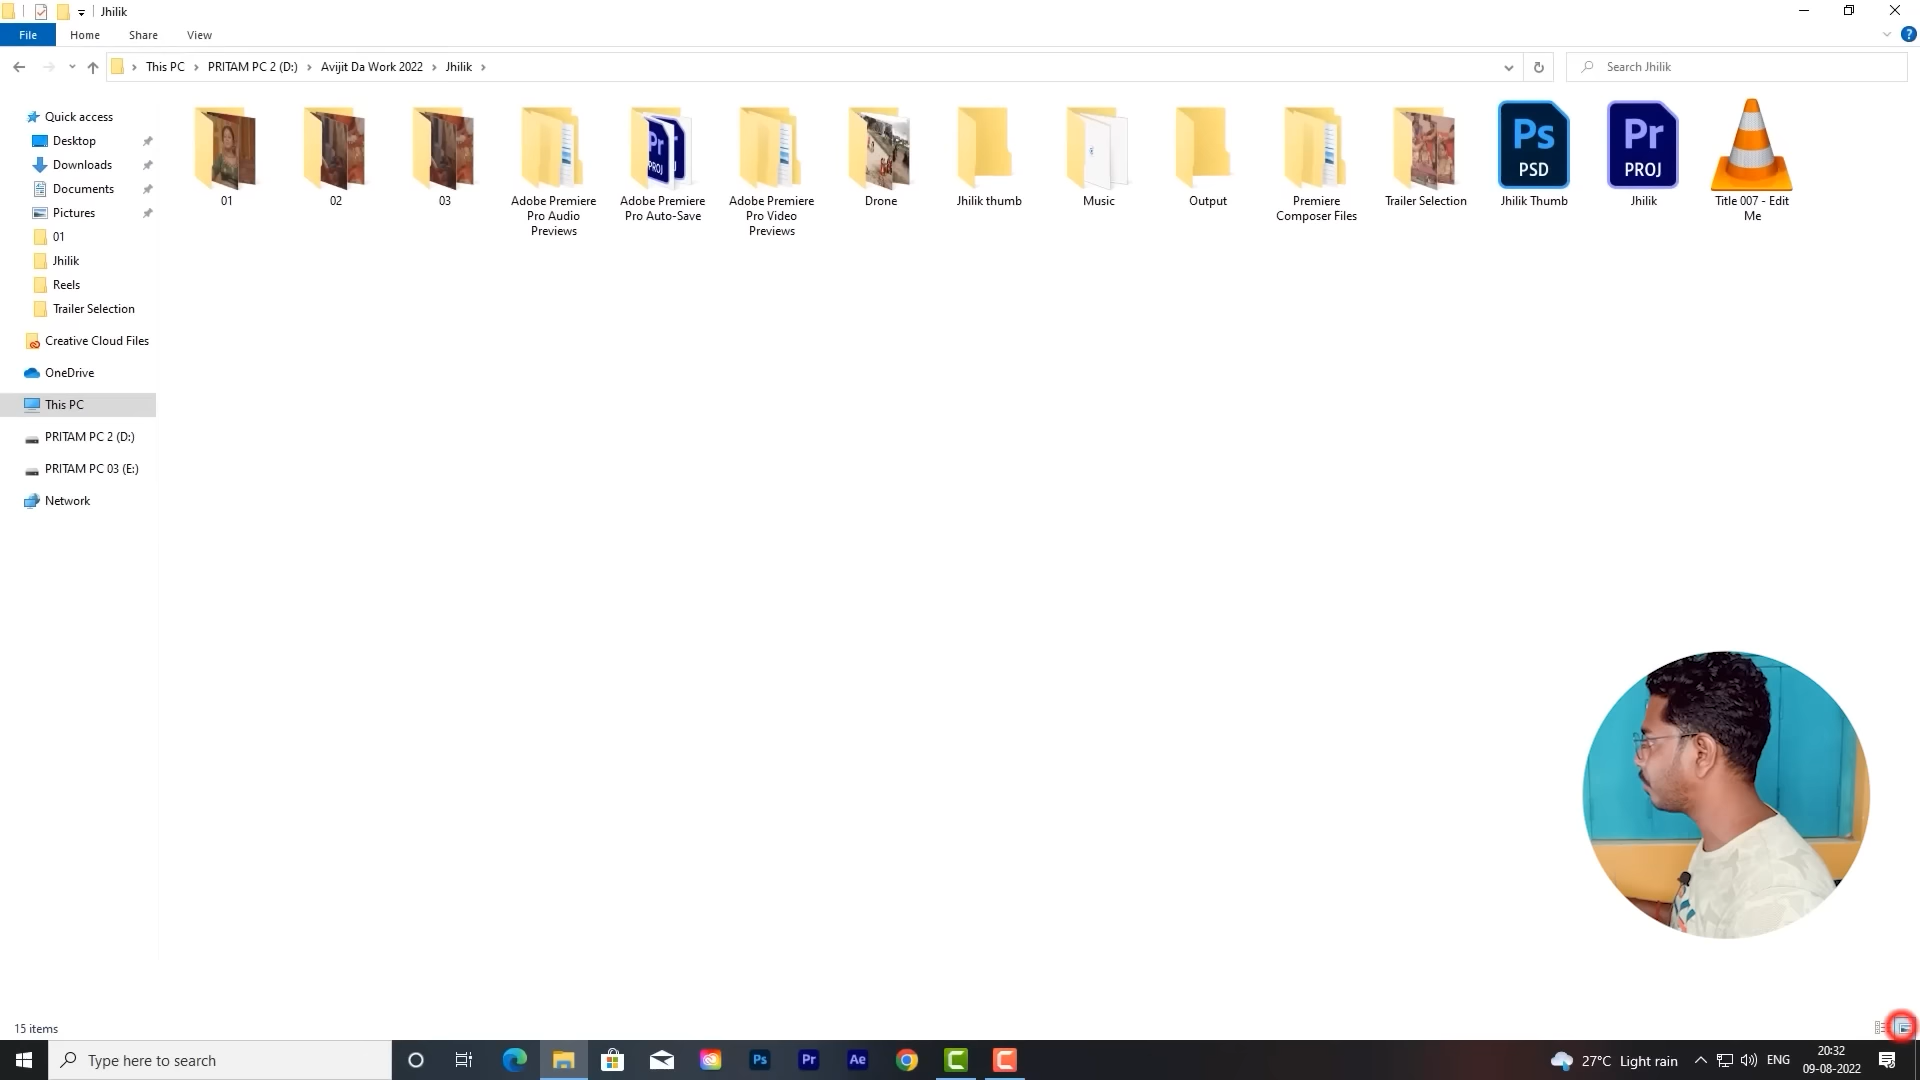 Jhilik
File Home Share View
This PC PRITAM PC 2 (D:) Avijit Da Work 2022 Jhilik
Search Jhilik
Quick access
Desktop
Downloads
Documents
Pictures
01
Jhilik
Reels
Trailer Selection
Creative Cloud Files
OneDrive
This PC
PRITAM PC 2 (D:)
PRITAM PC 03 (E:)
Network
01
02
03
Adobe Premiere
Pro Audio
Previews
Pr
PROJ
Adobe Premiere
Pro Auto-Save
Adobe Premiere
Pro Video
Previews
Drone
Jhilik thumb
Music
Output
Premiere
Composer Files
Trailer Selection
Ps
PSD
Jhilik Thumb
Pr
PROJ
Jhilik
Title 007 - Edit
Me
15 items
Type here to search
Ps Pr Ae
27°C Light rain
ENG
20:32
09-08-2022